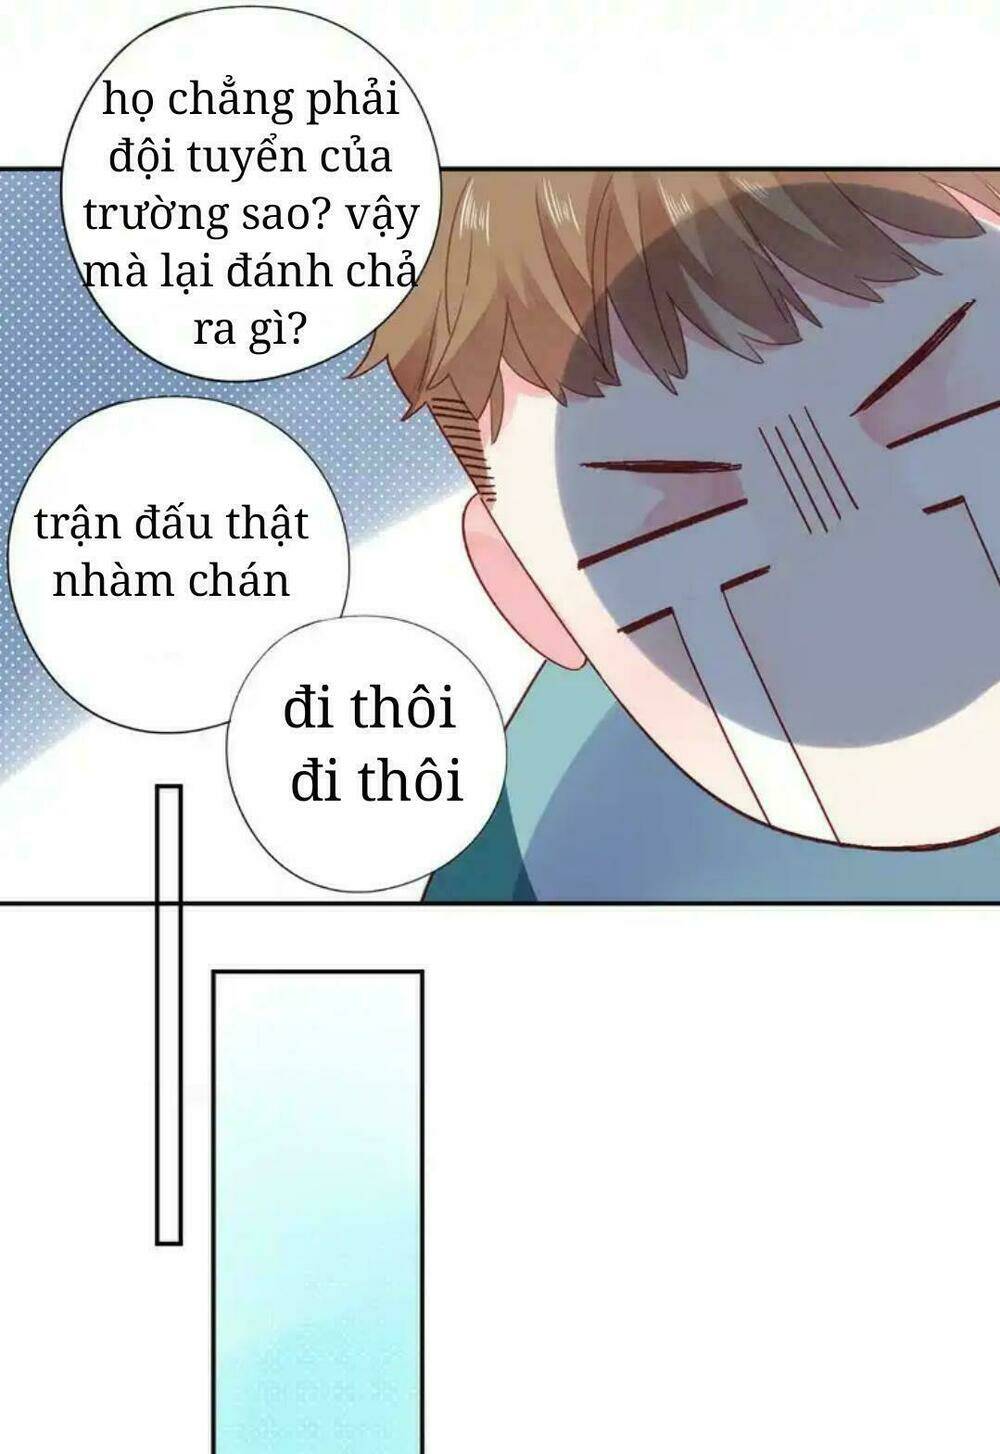 họ chẳng phải
đội tuyển của
trường sao? vậy
mà lại đánh chả
ra gì?
trận đấu thật
nhàm chán
đi thôi
đi thôi